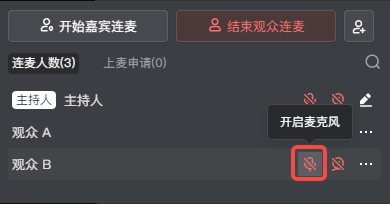 开始嘉宾连麦 结束观众连麦
连麦人数(3) 上麦申请(0)
主持人 主持人
开启麦克风
观众 A
观众 B